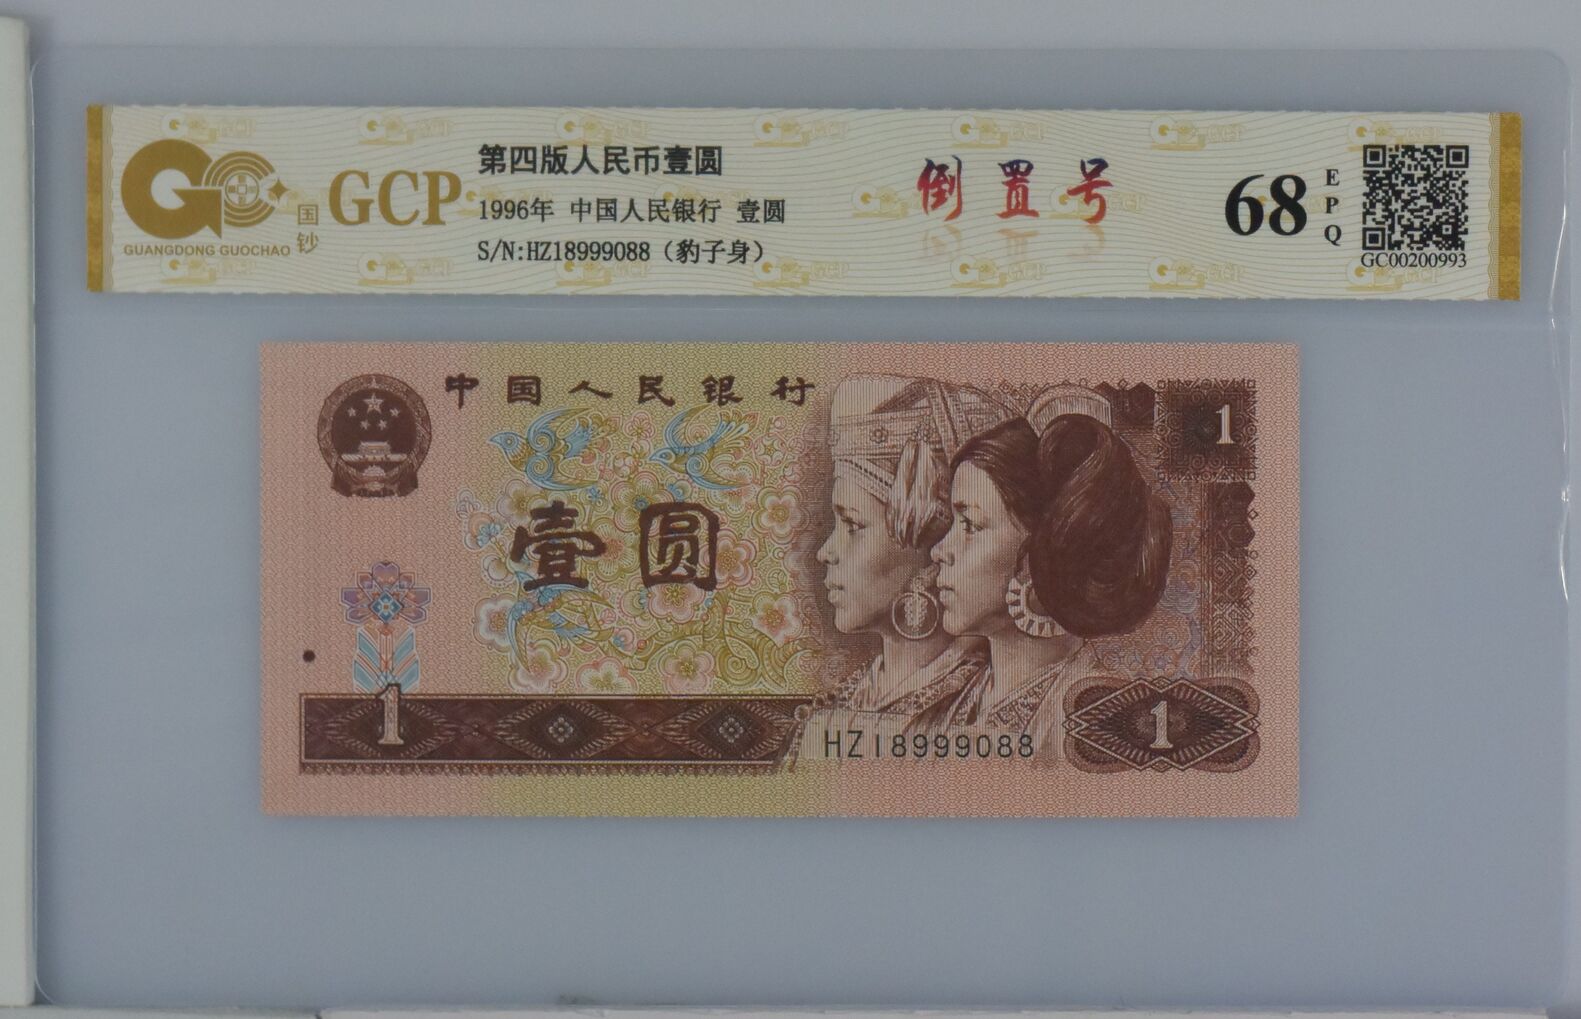 GCP
国钞
GUANGDONG GUOCHAO
第四版人民币壹圆
1996年 中国人民银行 壹圆
S/N:HZ18999088（豹子身）
倒置号
68
EPQ
GC00200993
中国人民银行
1
壹圆
1
HZ18999088
1